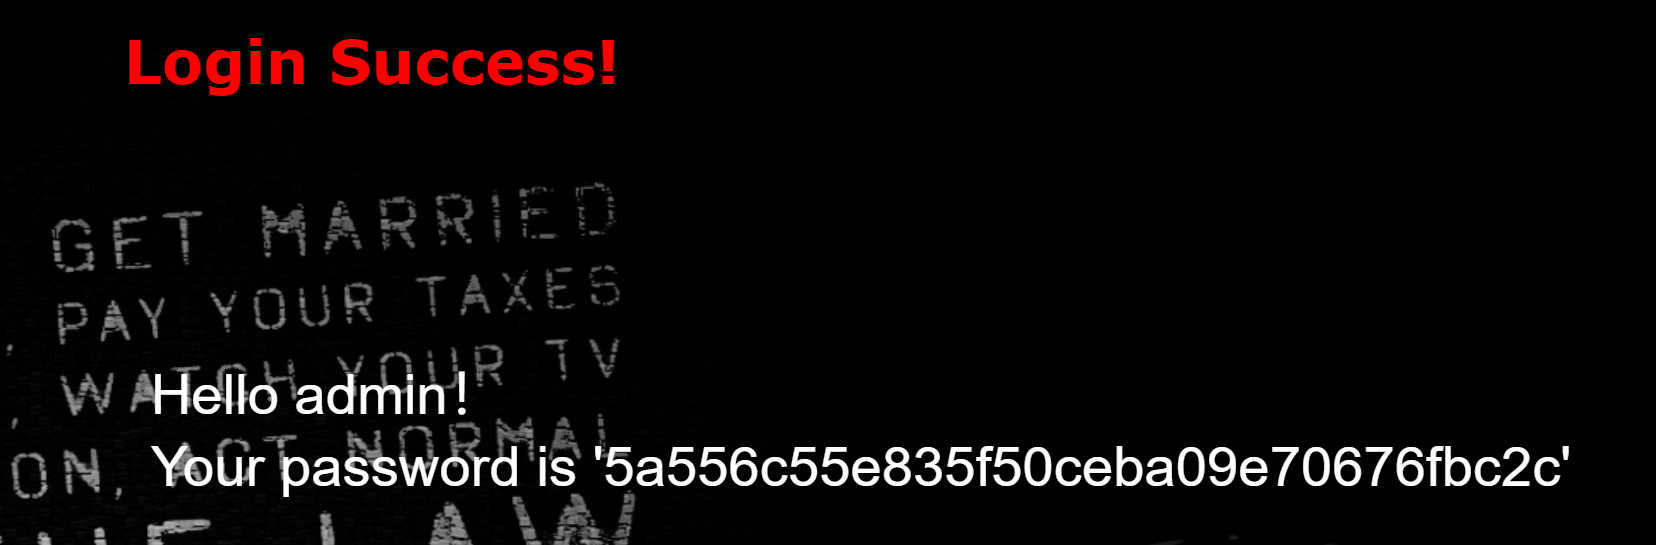 Login Success!
GET MARRIED
, PAY YOUR TAXES
, WATCH YOUR TV
Hello admin!
ON, ACT NORMAL
Your password is '5a556c55e835f50ceba09e70676fbc2c'
LAW